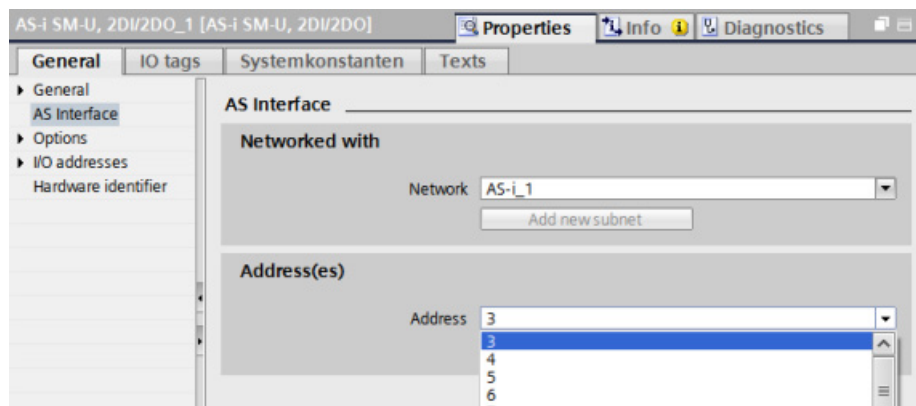 AS-i SM-U, 2DI/2DO_1 [AS-i SM-U, 2DI/2DO]
Properties
Info
Diagnostics
General
IO tags
Systemkonstanten
Texts
General
AS Interface
Options
I/O addresses
Hardware identifier
AS Interface
Networked with
Network AS-i_1
Add new subnet
Address(es)
Address 3
3
4
5
6